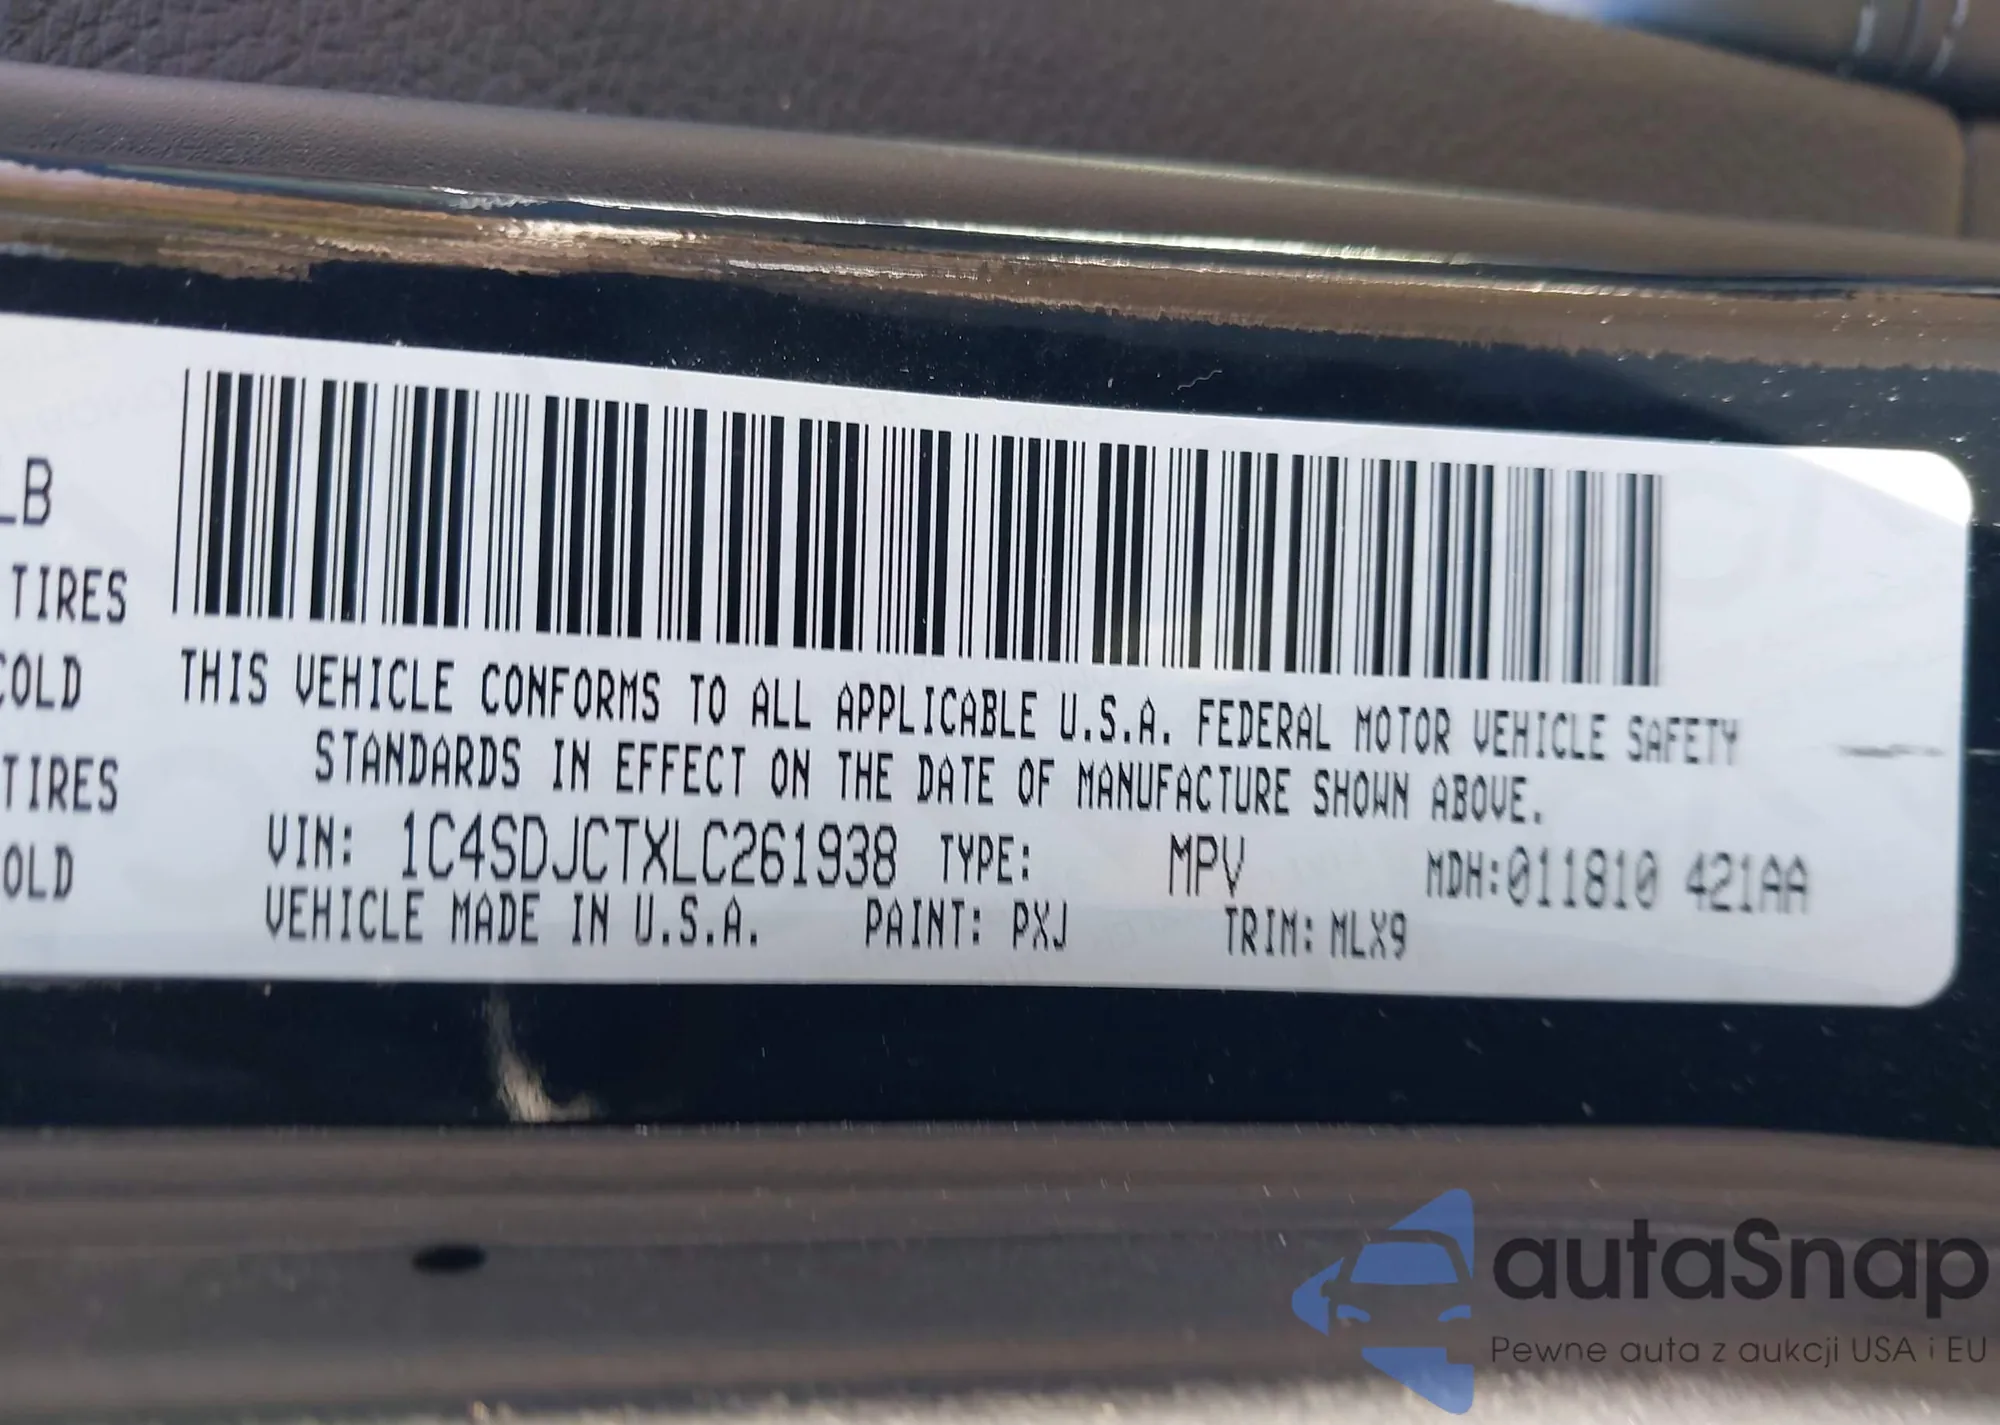 LB
TIRES
COLD
TIRES
OLD
THIS VEHICLE CONFORMS TO ALL APPLICABLE U.S.A. FEDERAL MOTOR VEHICLE SAFETY
STANDARDS IN EFFECT ON THE DATE OF MANUFACTURE SHOWN ABOVE.
VIN: 1C4SDJCTXLC261938 TYPE: MPV MDH:011810 421AA
VEHICLE MADE IN U.S.A. PAINT: PXJ TRIM: MLX9
autaSnap
Pewne auta z aukcji USA i EU